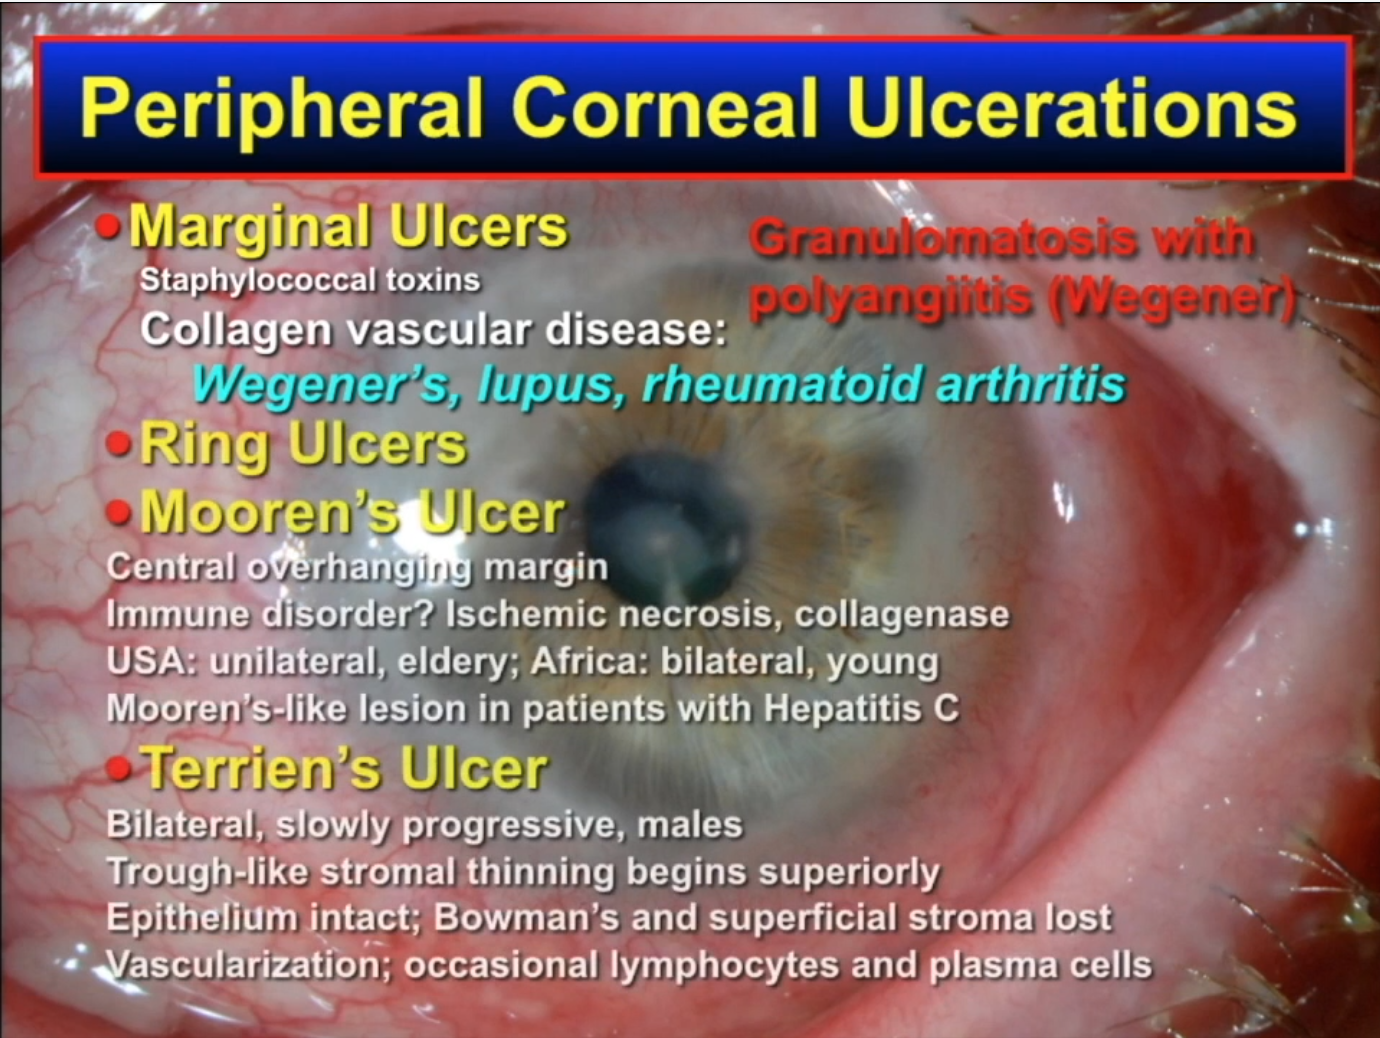 Peripheral Corneal Ulcerations
• Marginal Ulcers
Staphylococcal toxins
Collagen vascular disease:
Granulomatosis with
polyangiitis (Wegener)
Wegener's, lupus, rheumatoid arthritis
• Ring Ulcers
• Mooren's Ulcer
Central overhanging margin
Immune disorder? Ischemic necrosis, collagenase
USA: unilateral, eldery; Africa: bilateral, young
Mooren's-like lesion in patients with Hepatitis C
• Terrien's Ulcer
Bilateral, slowly progressive, males
Trough-like stromal thinning begins superiorly
Epithelium intact; Bowman's and superficial stroma lost
Vascularization; occasional lymphocytes and plasma cells